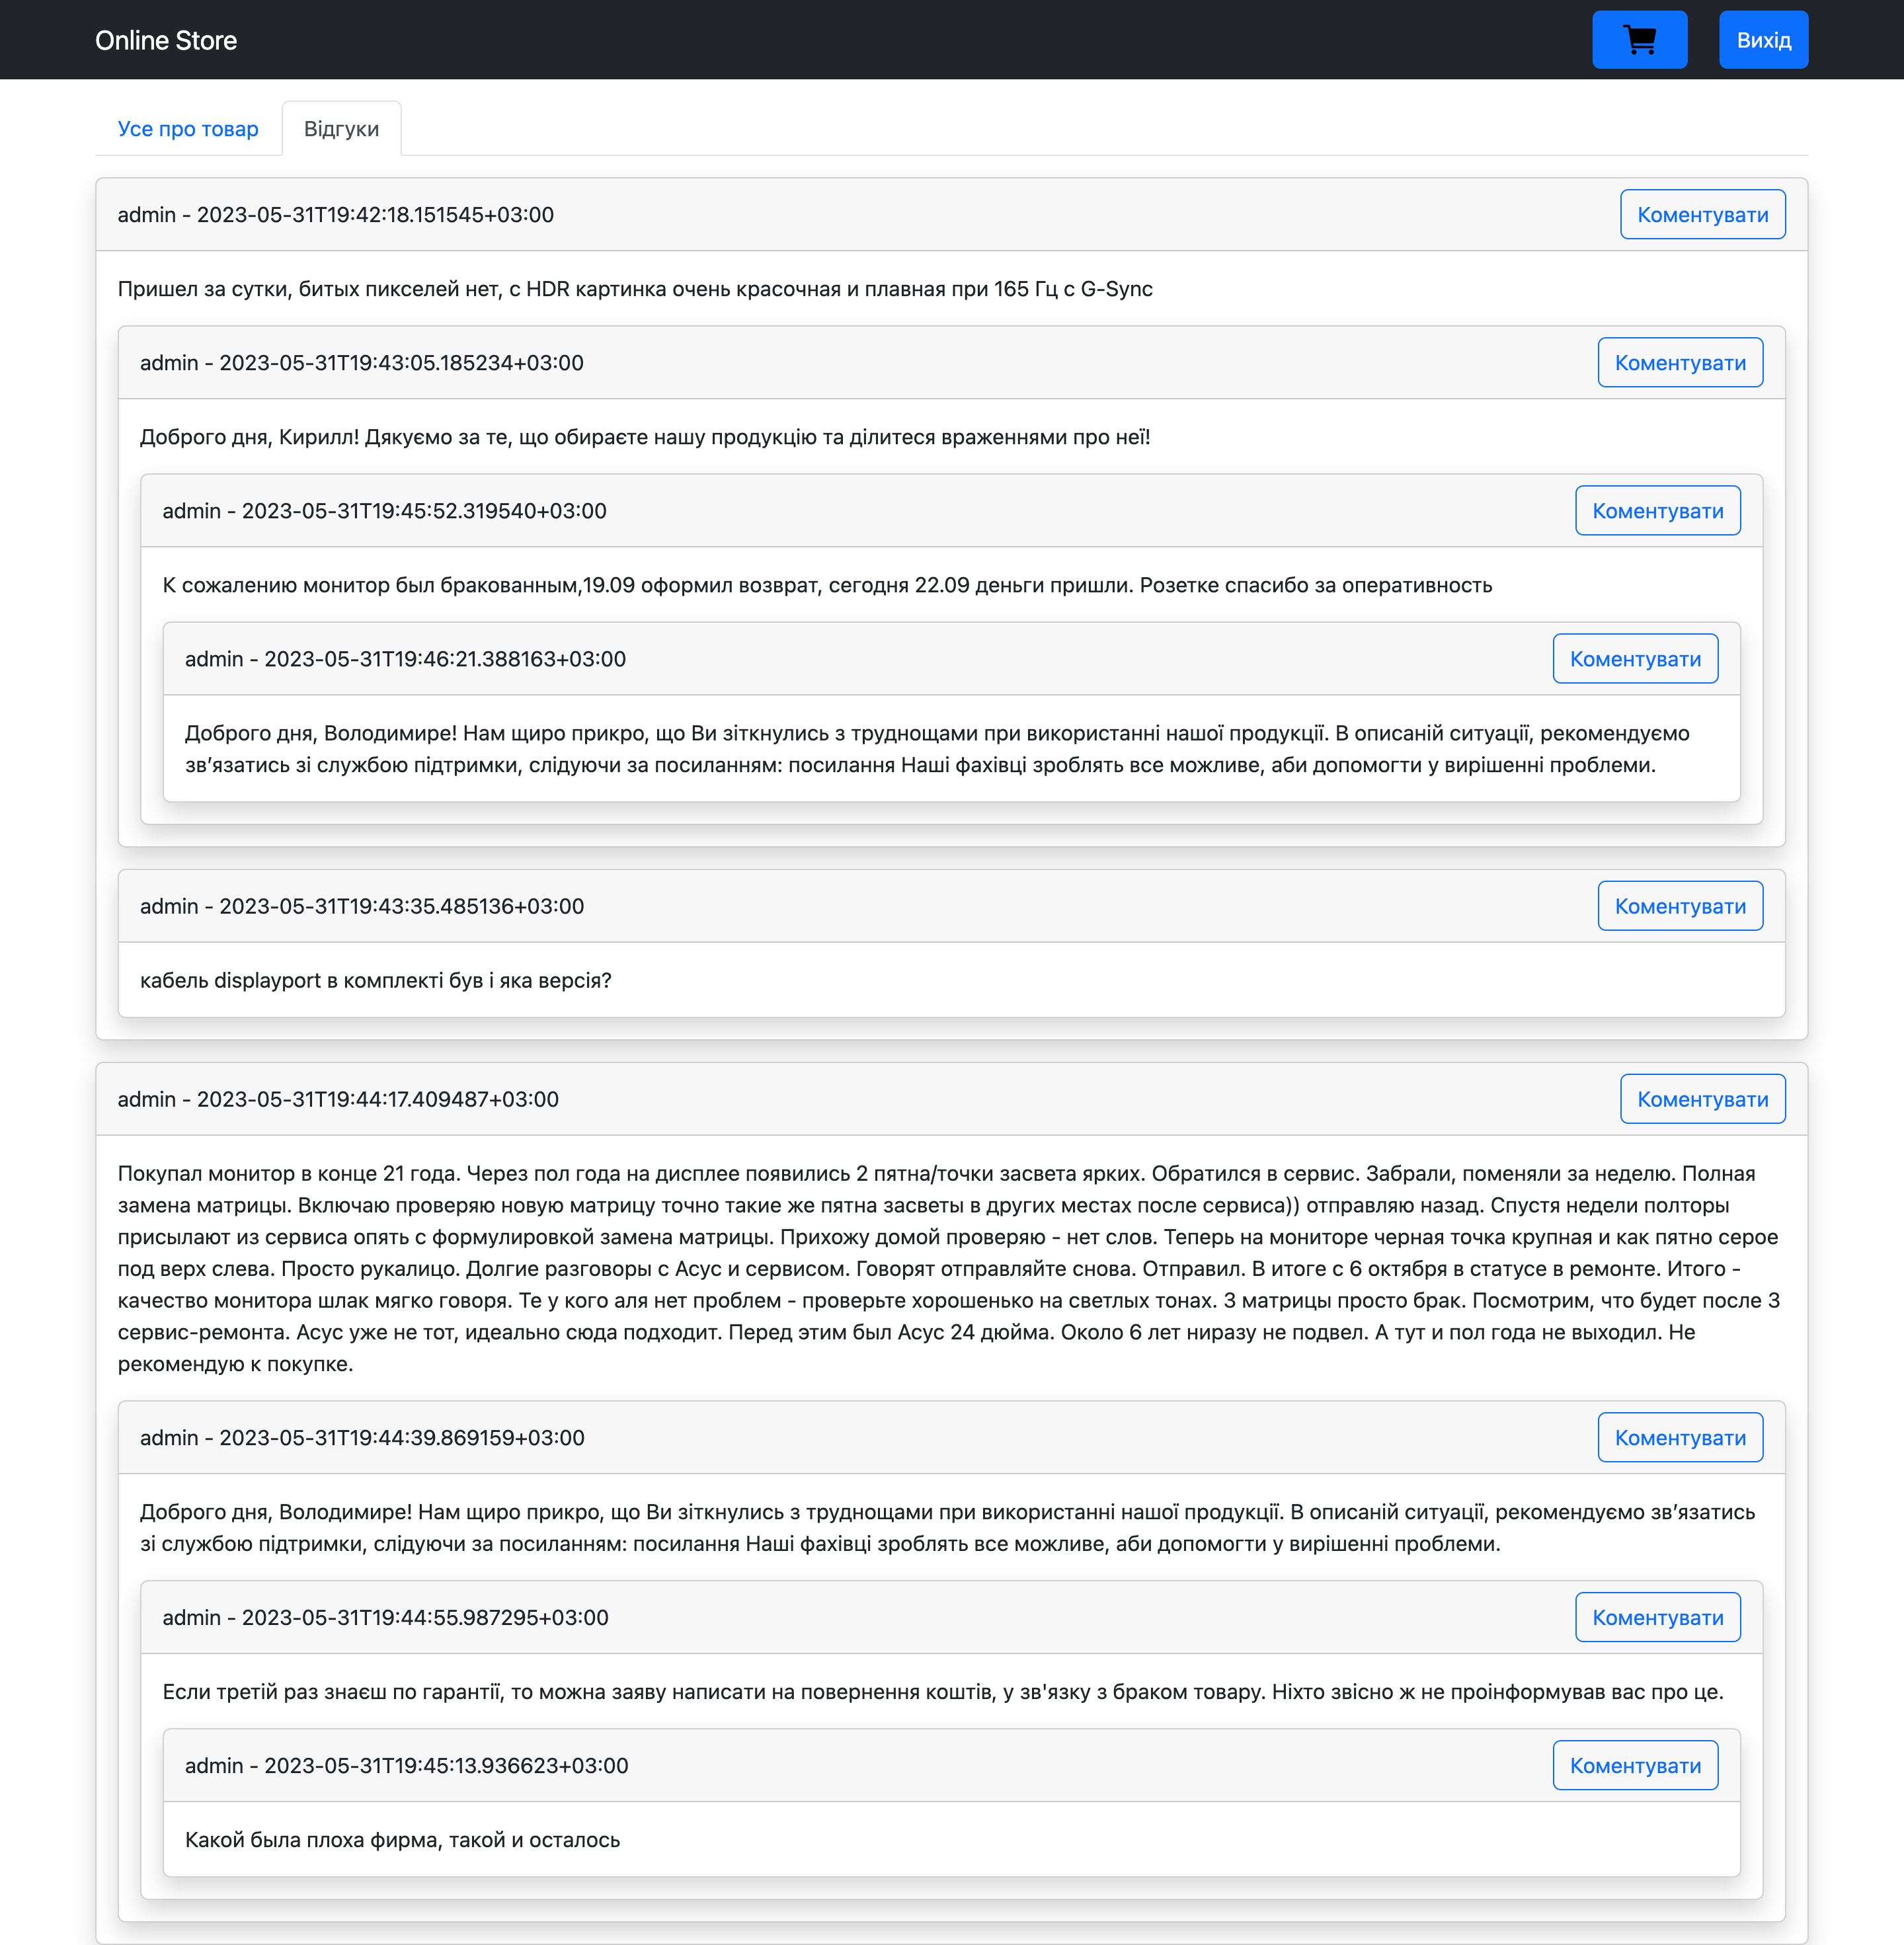 Online Store
Вихід
Усе про товар
Відгуки
admin - 2023-05-31T19:42:18.151545+03:00
Коментувати
Пришел за сутки, битых пикселей нет, с HDR картинка очень красочная и плавная при 165 Гц с G-Sync
admin - 2023-05-31T19:43:05.185234+03:00
Коментувати
Доброго дня, Кирилл! Дякуємо за те, що обираєте нашу продукцію та ділитеся враженнями про неї!
admin - 2023-05-31T19:45:52.319540+03:00
Коментувати
К сожалению монитор был бракованным,19.09 оформил возврат, сегодня 22.09 деньги пришли. Розетке спасибо за оперативность
admin - 2023-05-31T19:46:21.388163+03:00
Коментувати
Доброго дня, Володимире! Нам щиро прикро, що Ви зіткнулись з труднощами при використанні нашої продукції. В описаній ситуації, рекомендуємо
зв’язатись зі службою підтримки, слідуючи за посиланням: посилання Наші фахівці зроблять все можливе, аби допомогти у вирішенні проблеми.
admin - 2023-05-31T19:43:35.485136+03:00
Коментувати
кабель displayport в комплекті був і яка версія?
admin - 2023-05-31T19:44:17.409487+03:00
Коментувати
Покупал монитор в конце 21 года. Через пол года на дисплее появились 2 пятна/точки засвета ярких. Обратился в сервис. Забрали, поменяли за неделю. Полная
замена матрицы. Включаю проверяю новую матрицу точно такие же пятна засветы в других местах после сервиса)) отправляю назад. Спустя недели полторы
присылают из сервиса опять с формулировкой замена матрицы. Прихожу домой проверяю - нет слов. Теперь на мониторе черная точка крупная и как пятно серое
под верх слева. Просто рукалицо. Долгие разговоры с Асус и сервисом. Говорят отправляйте снова. Отправил. В итоге с 6 октября в статусе в ремонте. Итого -
качество монитора шлак мягко говоря. Те у кого аля нет проблем - проверьте хорошенько на светлых тонах. 3 матрицы просто брак. Посмотрим, что будет после 3
сервис-ремонта. Асус уже не тот, идеально сюда подходит. Перед этим был Асус 24 дюйма. Около 6 лет ниразу не подвел. А тут и пол года не выходил. Не
рекомендую к покупке.
admin - 2023-05-31T19:44:39.869159+03:00
Коментувати
Доброго дня, Володимире! Нам щиро прикро, що Ви зіткнулись з труднощами при використанні нашої продукції. В описаній ситуації, рекомендуємо зв’язатись
зі службою підтримки, слідуючи за посиланням: посилання Наші фахівці зроблять все можливе, аби допомогти у вирішенні проблеми.
admin - 2023-05-31T19:44:55.987295+03:00
Коментувати
Если третій раз знаєш по гарантії, то можна заяву написати на повернення коштів, у зв'язку з браком товару. Ніхто звісно ж не проінформував вас про це.
admin - 2023-05-31T19:45:13.936623+03:00
Коментувати
Какой была плоха фирма, такой и осталось